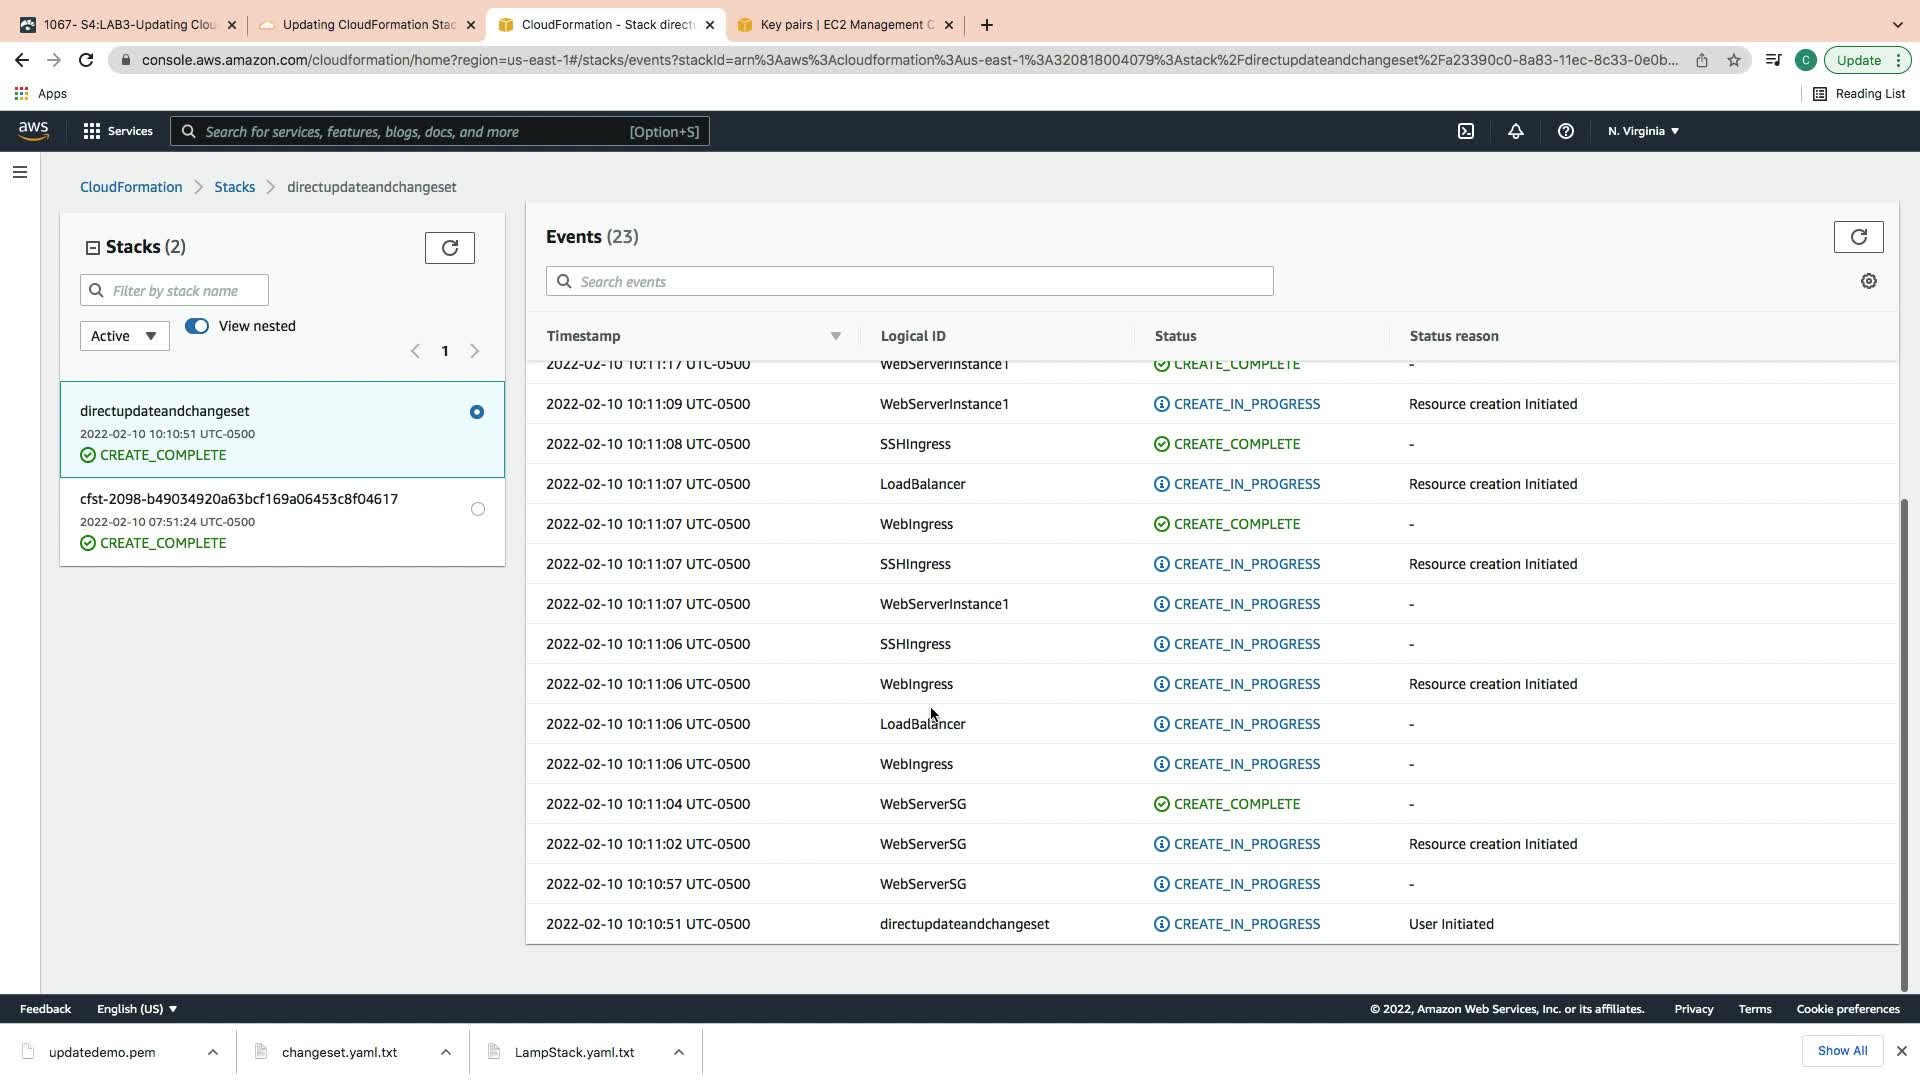 1067- S4:LAB3-Updating Clou
Updating CloudFormation Stac
CloudFormation - Stack direct
Key pairs | EC2 Management C
console.aws.amazon.com/cloudformation/home?region=us-east-1#/stacks/events?stackId=arn%3Aaws%3Acloudformation%3Aus-east-1%3A320818004079%3Astack%2Fdirectupdateandchangeset%2Fa23390c0-8a83-11ec-8c33-0e0b...
C
Update
Apps
Reading List
aws
Services
Search for services, features, blogs, docs, and more
[Option+S]
N. Virginia
CloudFormation
Stacks
directupdateandchangeset
Stacks (2)
Filter by stack name
Active
View nested
1
directupdateandchangeset
2022-02-10 10:10:51 UTC-0500
CREATE_COMPLETE
cfst-2098-b49034920a63bcf169a06453c8f04617
2022-02-10 07:51:24 UTC-0500
CREATE_COMPLETE
Events (23)
Search events
Timestamp Logical ID Status Status reason
2022-02-10 10:11:17 UTC-0500 WebServerInstance1 CREATE_COMPLETE -
2022-02-10 10:11:09 UTC-0500 WebServerInstance1 CREATE_IN_PROGRESS Resource creation Initiated
2022-02-10 10:11:08 UTC-0500 SSHIngress CREATE_COMPLETE -
2022-02-10 10:11:07 UTC-0500 LoadBalancer CREATE_IN_PROGRESS Resource creation Initiated
2022-02-10 10:11:07 UTC-0500 WebIngress CREATE_COMPLETE -
2022-02-10 10:11:07 UTC-0500 SSHIngress CREATE_IN_PROGRESS Resource creation Initiated
2022-02-10 10:11:07 UTC-0500 WebServerInstance1 CREATE_IN_PROGRESS -
2022-02-10 10:11:06 UTC-0500 SSHIngress CREATE_IN_PROGRESS -
2022-02-10 10:11:06 UTC-0500 WebIngress CREATE_IN_PROGRESS Resource creation Initiated
2022-02-10 10:11:06 UTC-0500 LoadBalancer CREATE_IN_PROGRESS -
2022-02-10 10:11:06 UTC-0500 WebIngress CREATE_IN_PROGRESS -
2022-02-10 10:11:04 UTC-0500 WebServerSG CREATE_COMPLETE -
2022-02-10 10:11:02 UTC-0500 WebServerSG CREATE_IN_PROGRESS Resource creation Initiated
2022-02-10 10:10:57 UTC-0500 WebServerSG CREATE_IN_PROGRESS -
2022-02-10 10:10:51 UTC-0500 directupdateandchangeset CREATE_IN_PROGRESS User Initiated
Feedback
English (US)
© 2022, Amazon Web Services, Inc. or its affiliates.
Privacy
Terms
Cookie preferences
updatedemo.pem
changeset.yaml.txt
LampStack.yaml.txt
Show All